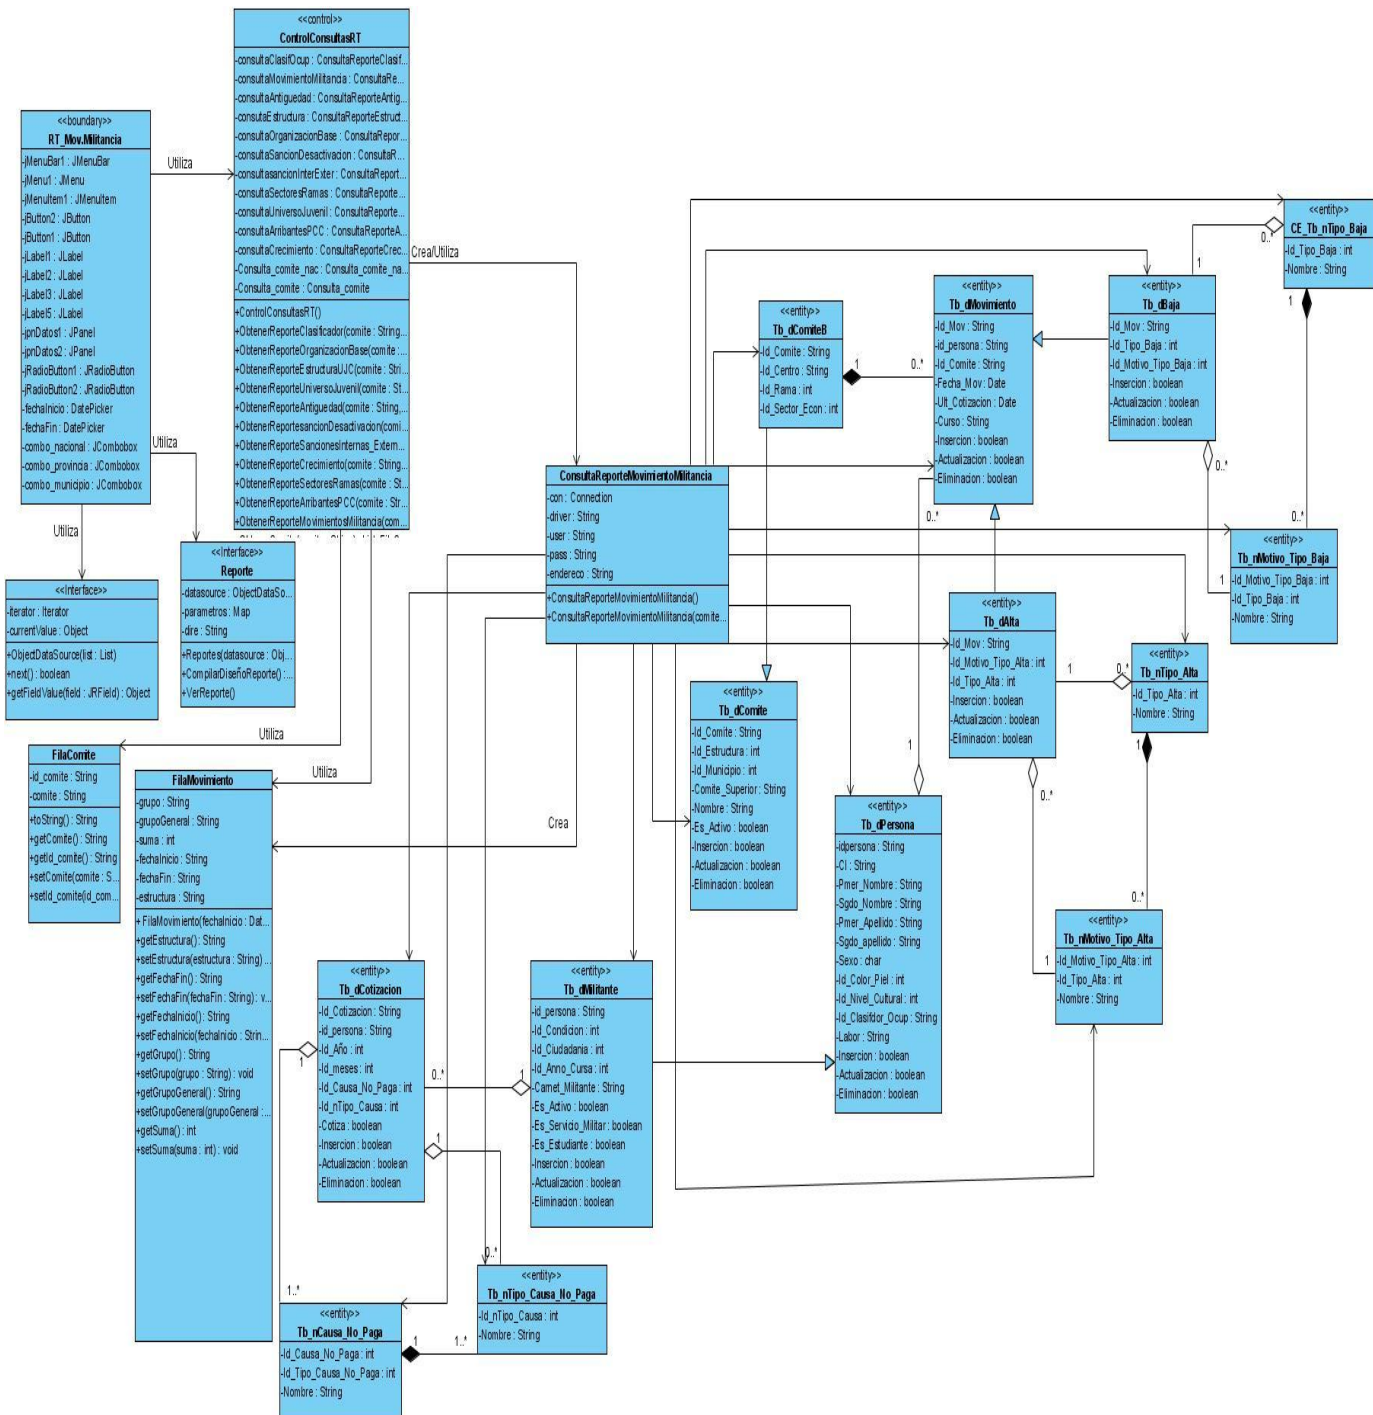 <<control>>
ControlConsultasRT
-consultaClasifOcup : ConsultaReporteClasif...
-consultaMovimientoMilitancia : ConsultaRe...
-consultaAntiguedad : ConsultaReporteAntig...
-consutaEstructura : ConsultaReporteEstruct...
-consultaOrganizacionBase : ConsultaRepor...
-consultaSancionDesactivacion : ConsultaR...
-consultasancionInterExter : ConsultaReport...
-consultaSectoresRamas : ConsultaReporte...
-consultaUniversoJuvenil : ConsultaReporte...
-consultaArribantesPCC : ConsultaReporteA...
-consultaCrecimiento : ConsultaReporteCrec...
-Consulta_comite_nac : Consulta_comite_na...
-Consulta_comite : Consulta_comite
+ControlConsultasRT()
+ObtenerReporteClasificador(comite : String...
+ObtenerReporteOrganizacionBase(comite :...
+ObtenerReporteEstructuraUJC(comite : Stri...
+ObtenerReporteUniversoJuvenil(comite : St...
+ObtenerReporteAntiguedad(comite : String,...
+ObtenerReportesancionDesactivacion(comi...
+ObtenerReporteSancionesInternas_Extern...
+ObtenerReporteCrecimiento(comite : String...
+ObtenerReporteSectoresRamas(comite : St...
+ObtenerReporteArribantesPCC(comite : Str...
+ObtenerReporteMovimientosMilitancia(com...
<<boundary>>
RT_Mov.Militancia
-jMenuBar1 : JMenuBar
-jMenu1 : JMenu
-jMenuItem1 : JMenuItem
-jButton2 : JButton
-jButton1 : JButton
-jLabel1 : JLabel
-jLabel2 : JLabel
-jLabel3 : JLabel
-jLabel5 : JLabel
-jpnDatos1 : JPanel
-jpnDatos2 : JPanel
-jRadioButton1 : JRadioButton
-jRadioButton2 : JRadioButton
-fechaInicio : DatePicker
-fechaFin : DatePicker
-combo_nacional : JCombobox
-combo_provincia : JCombobox
-combo_municipio : JCombobox
Utiliza
Utiliza
Utiliza
Crea/Utiliza
<<Interface>>
-iterator : Iterator
-currentValue : Object
+ObjectDataSource(list : List)
+next() : boolean
+getFieldValue(field : JRField) : Object
<<Interface>>
Reporte
-datasource : ObjectDataSo...
-parametros : Map
-dire : String
+Reportes(datasource : Obj...
+CompilarDiseñoReporte() :...
+VerReporte()
Utiliza
Utiliza
Crea
FilaComite
-id_comite : String
-comite : String
+toString() : String
+getComite() : String
+getId_comite() : String
+setComite(comite : S...
+setId_comite(id_com...
FilaMovimiento
-grupo : String
-grupoGeneral : String
-suma : int
-fechaInicio : String
-fechaFin : String
-estructura : String
+ FilaMovimiento(fechaInicio : Dat...
+getEstructura() : String
+setEstructura(estructura : String)...
+getFechaFin() : String
+setFechaFin(fechaFin : String) : v...
+getFechaInicio() : String
+setFechaInicio(fechaInicio : Strin...
+getGrupo() : String
+setGrupo(grupo : String) : void
+getGrupoGeneral() : String
+setGrupoGeneral(grupoGeneral :...
+getSuma() : int
+setSuma(suma : int) : void
ConsultaReporteMovimientoMilitancia
-con : Connection
-driver : String
-user : String
-pass : String
-endereco : String
+ConsultaReporteMovimientoMilitancia()
+ConsultaReporteMovimientoMilitancia(comite...
<<entity>>
Tb_dComiteB
-Id_Comite : String
-Id_Centro : String
-Id_Rama : int
-Id_Sector_Econ : int
1
0..*
<<entity>>
Tb_dMovimiento
-Id_Mov : String
-id_persona : String
-Id_Comite : String
-Fecha_Mov : Date
-Ult_Cotizacion : Date
-Curso : String
-Insercion : boolean
-Actualizacion : boolean
-Eliminacion : boolean
0..*
<<entity>>
Tb_dBaja
-Id_Mov : String
-Id_Tipo_Baja : int
-Id_Motivo_Tipo_Baja : int
-Insercion : boolean
-Actualizacion : boolean
-Eliminacion : boolean
1
0..*
<<entity>>
CE_Tb_nTipo_Baja
-Id_Tipo_Baja : int
-Nombre : String
1
0..*
0..*
1
<<entity>>
Tb_nMotivo_Tipo_Baja
-Id_Motivo_Tipo_Baja : int
-Id_Tipo_Baja : int
-Nombre : String
<<entity>>
Tb_dAlta
-Id_Mov : String
-Id_Motivo_Tipo_Alta : int
-Id_Tipo_Alta : int
-Insercion : boolean
-Actualizacion : boolean
-Eliminacion : boolean
1
0..*
<<entity>>
Tb_nTipo_Alta
-Id_Tipo_Alta : int
-Nombre : String
1
0..*
0..*
1
<<entity>>
Tb_nMotivo_Tipo_Alta
-Id_Motivo_Tipo_Alta : int
-Id_Tipo_Alta : int
-Nombre : String
<<entity>>
Tb_dComite
-Id_Comite : String
-Id_Estructura : int
-Id_Municipio : int
-Comite_Superior : String
-Nombre : String
-Es_Activo : boolean
-Insercion : boolean
-Actualizacion : boolean
-Eliminacion : boolean
1
<<entity>>
Tb_dPersona
-idpersona : String
-CI : String
-Pmer_Nombre : String
-Sgdo_Nombre : String
-Pmer_Apellido : String
-Sgdo_apellido : String
-Sexo : char
-Id_Color_Piel : int
-Id_Nivel_Cultural : int
-Id_Clasifdor_Ocup : String
-Labor : String
-Insercion : boolean
-Actualizacion : boolean
-Eliminacion : boolean
<<entity>>
Tb_dCotizacion
-Id_Cotizacion : String
-id_persona : String
-Id_Año : int
-Id_meses : int
-Id_Causa_No_Paga : int
-Id_nTipo_Causa : int
-Cotiza : boolean
-Insercion : boolean
-Actualizacion : boolean
-Eliminacion : boolean
1
0..*
1
1
<<entity>>
Tb_dMilitante
-id_persona : String
-Id_Condicion : int
-Id_Ciudadania : int
-Id_Anno_Cursa : int
-Carnet_Militante : String
-Es_Activo : boolean
-Es_Servicio_Militar : boolean
-Es_Estudiante : boolean
-Insercion : boolean
-Actualizacion : boolean
-Eliminacion : boolean
0..*
1..*
<<entity>>
Tb_nTipo_Causa_No_Paga
-Id_nTipo_Causa : int
-Nombre : String
<<entity>>
Tb_nCausa_No_Paga
-Id_Causa_No_Paga : int
-Id_Tipo_Causa_No_Paga : int
-Nombre : String
1
1..*